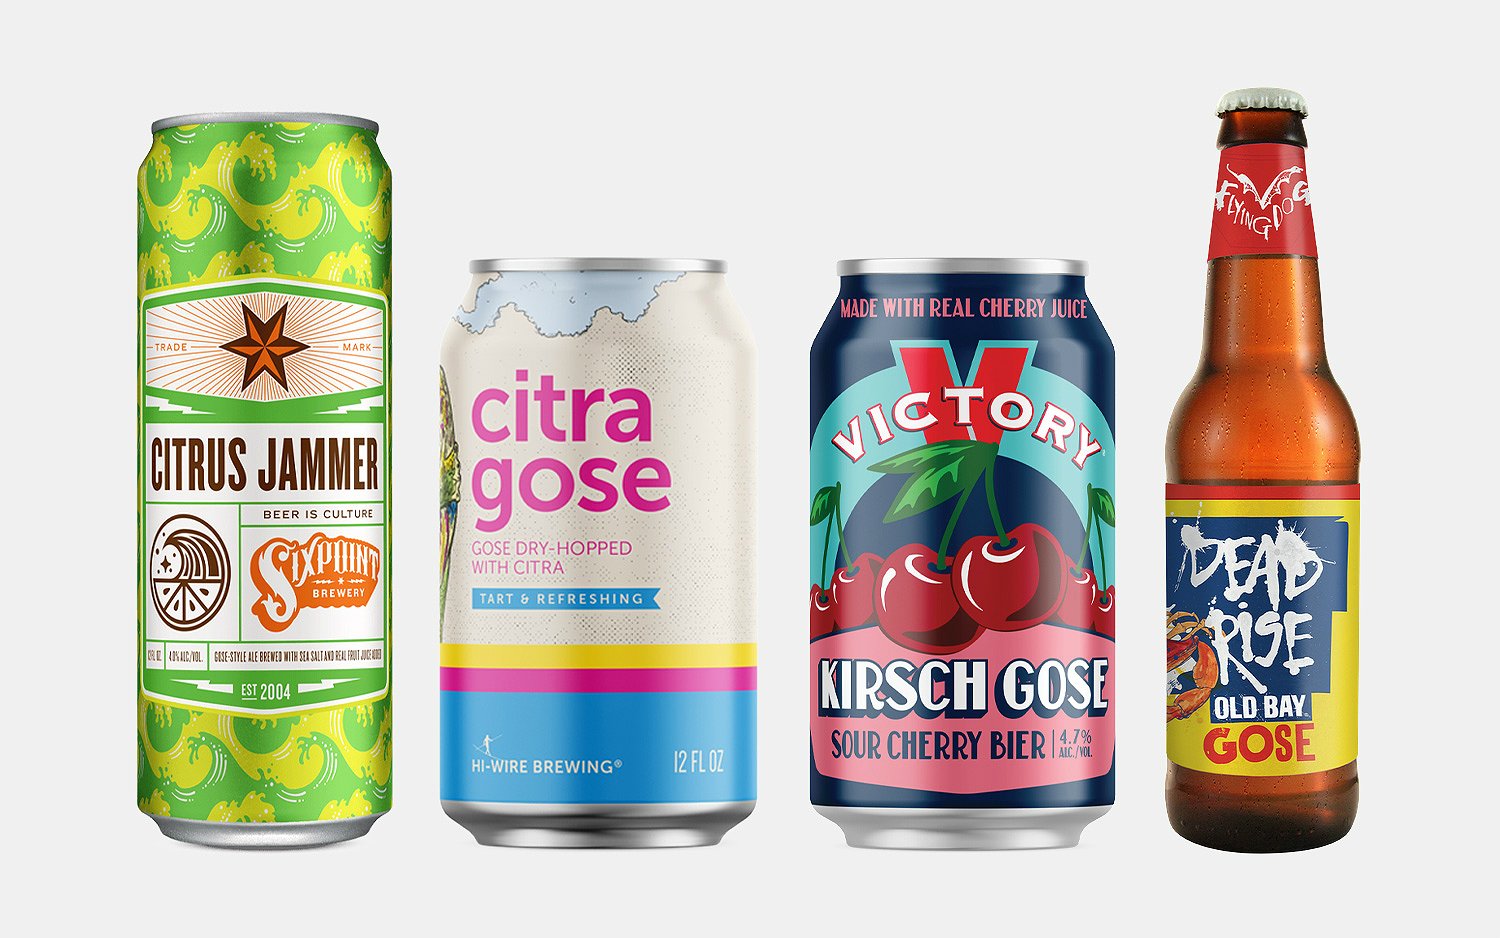 TRADE MARK
CITRUS JAMMER
BEER IS CULTURE
SIXPOINT
BREWERY
12 FL OZ. 4.0% ALC./VOL. GOSE-STYLE ALE BREWED WITH SEA SALT AND REAL FRUIT JUICE ADDED
EST 2004
citra
gose
GOSE DRY-HOPPED
WITH CITRA
TART & REFRESHING
HI-WIRE BREWING®
12 FL OZ
MADE WITH REAL CHERRY JUICE
V
VICTORY
KIRSCH GOSE
SOUR CHERRY BIER
4.7%
ALC./VOL.
FLYING DOG
DEAD
RiSE
OLD BAY®
GOSE